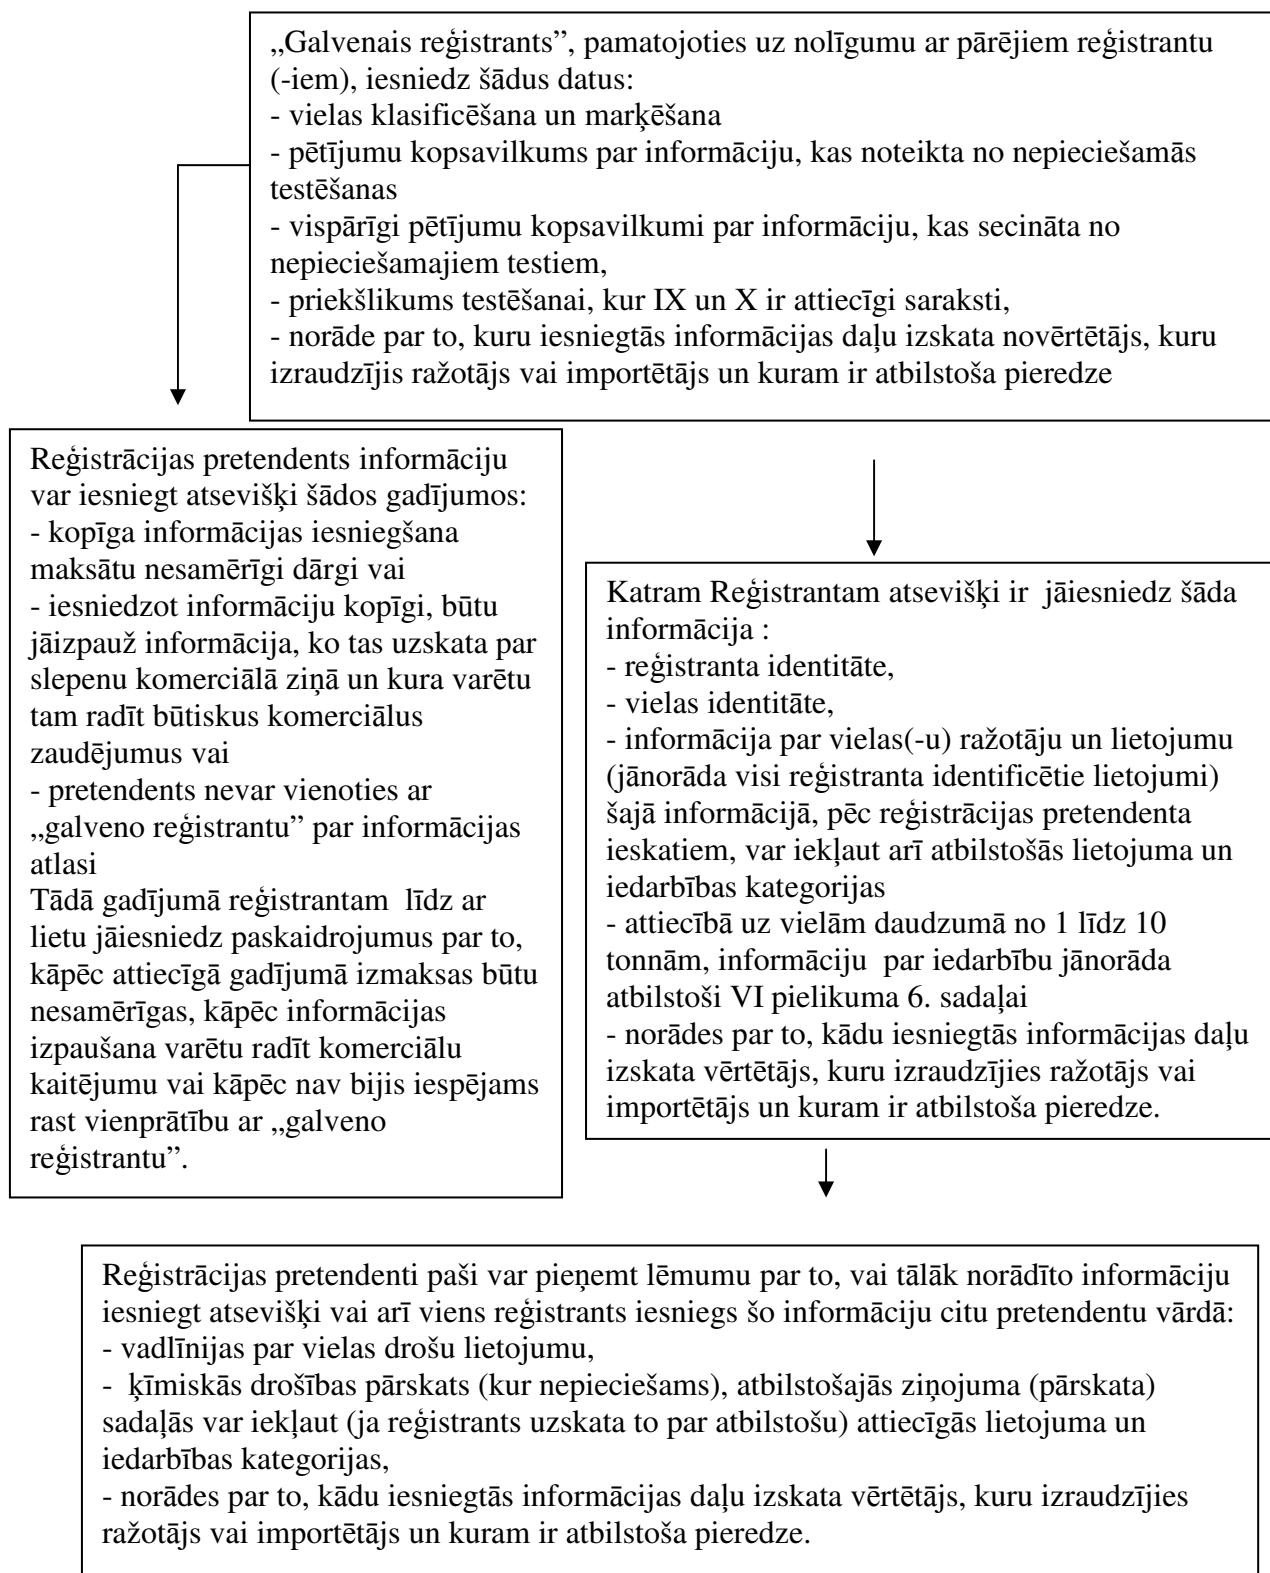 „Galvenais reģistrants”, pamatojoties uz nolīgumu ar pārējiem reģistrantu
(-iem), iesniedz šādus datus:
- vielas klasificēšana un marķēšana
- pētījumu kopsavilkums par informāciju, kas noteikta no nepieciešamās
testēšanas
- vispārīgi pētījumu kopsavilkumi par informāciju, kas secināta no
nepieciešamajiem testiem,
- priekšlikums testēšanai, kur IX un X ir attiecīgi saraksti,
- norāde par to, kuru iesniegtās informācijas daļu izskata novērtētājs, kuru
izraudzījis ražotājs vai importētājs un kuram ir atbilstoša pieredze
Reģistrācijas pretendents informāciju
var iesniegt atsevišķi šādos gadījumos:
- kopīga informācijas iesniegšana
maksātu nesamērīgi dārgi vai
- iesniedzot informāciju kopīgi, būtu
jāizpauž informācija, ko tas uzskata par
slepenu komerciālā ziņā un kura varētu
tam radīt būtiskus komerciālus
zaudējumus vai
- pretendents nevar vienoties ar
„galveno reģistrantu” par informācijas
atlasi
Tādā gadījumā reģistrantam līdz ar
lietu jāiesniedz paskaidrojumus par to,
kāpēc attiecīgā gadījumā izmaksas būtu
nesamērīgas, kāpēc informācijas
izpaušana varētu radīt komerciālu
kaitējumu vai kāpēc nav bijis iespējams
rast vienprātību ar „galveno
reģistrantu”.
Katram Reģistrantam atsevišķi ir jāiesniedz šāda
informācija :
- reģistranta identitāte,
- vielas identitāte,
- informācija par vielas(-u) ražotāju un lietojumu
(jānorāda visi reģistranta identificētie lietojumi)
šajā informācijā, pēc reģistrācijas pretendenta
ieskatiem, var iekļaut arī atbilstošās lietojuma un
iedarbības kategorijas
- attiecībā uz vielām daudzumā no 1 līdz 10
tonnām, informāciju par iedarbību jānorāda
atbilstoši VI pielikuma 6. sadaļai
- norādes par to, kādu iesniegtās informācijas daļu
izskata vērtētājs, kuru izraudzījies ražotājs vai
importētājs un kuram ir atbilstoša pieredze.
Reģistrācijas pretendenti paši var pieņemt lēmumu par to, vai tālāk norādīto informāciju
iesniegt atsevišķi vai arī viens reģistrants iesniegs šo informāciju citu pretendentu vārdā:
- vadlīnijas par vielas drošu lietojumu,
- ķīmiskās drošības pārskats (kur nepieciešams), atbilstošajās ziņojuma (pārskata)
sadaļās var iekļaut (ja reģistrants uzskata to par atbilstošu) attiecīgās lietojuma un
iedarbības kategorijas,
- norādes par to, kādu iesniegtās informācijas daļu izskata vērtētājs, kuru izraudzījies
ražotājs vai importētājs un kuram ir atbilstoša pieredze.